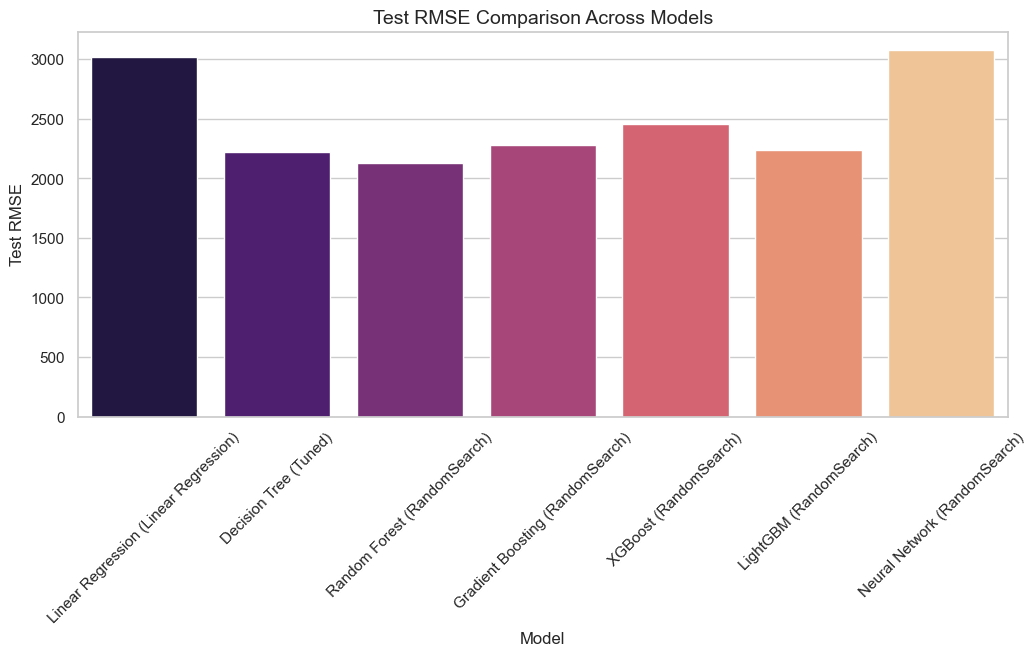 Test RMSE Comparison Across Models
Test RMSE
3000
2500
2000
1500
1000
500
0
Linear Regression (Linear Regression)
Decision Tree (Tuned)
Random Forest (RandomSearch)
Gradient Boosting (RandomSearch)
XGBoost (RandomSearch)
LightGBM (RandomSearch)
Neural Network (RandomSearch)
Model